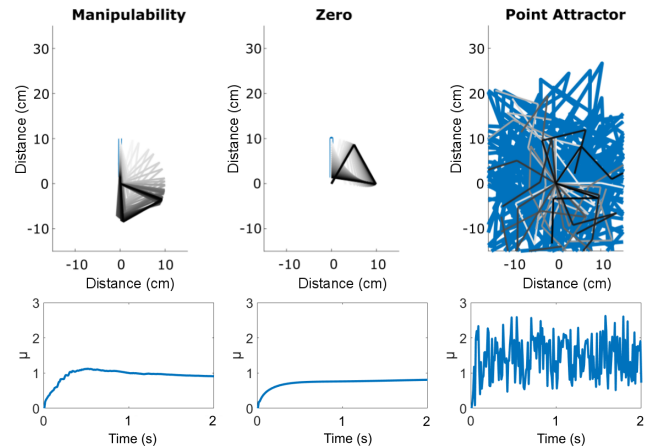 Manipulability Zero Point Attractor
Distance (cm) 30 20 10 0 -10
Distance (cm) 30 20 10 0 -10
Distance (cm) 30 20 10 0 -10
-10 0 10
-10 0 10
-10 0 10
Distance (cm) Distance (cm) Distance (cm)
μ 3 2 1 0
μ 3 2 1 0
μ 3 2 1 0
0 1 2
0 1 2
0 1 2
Time (s) Time (s) Time (s)